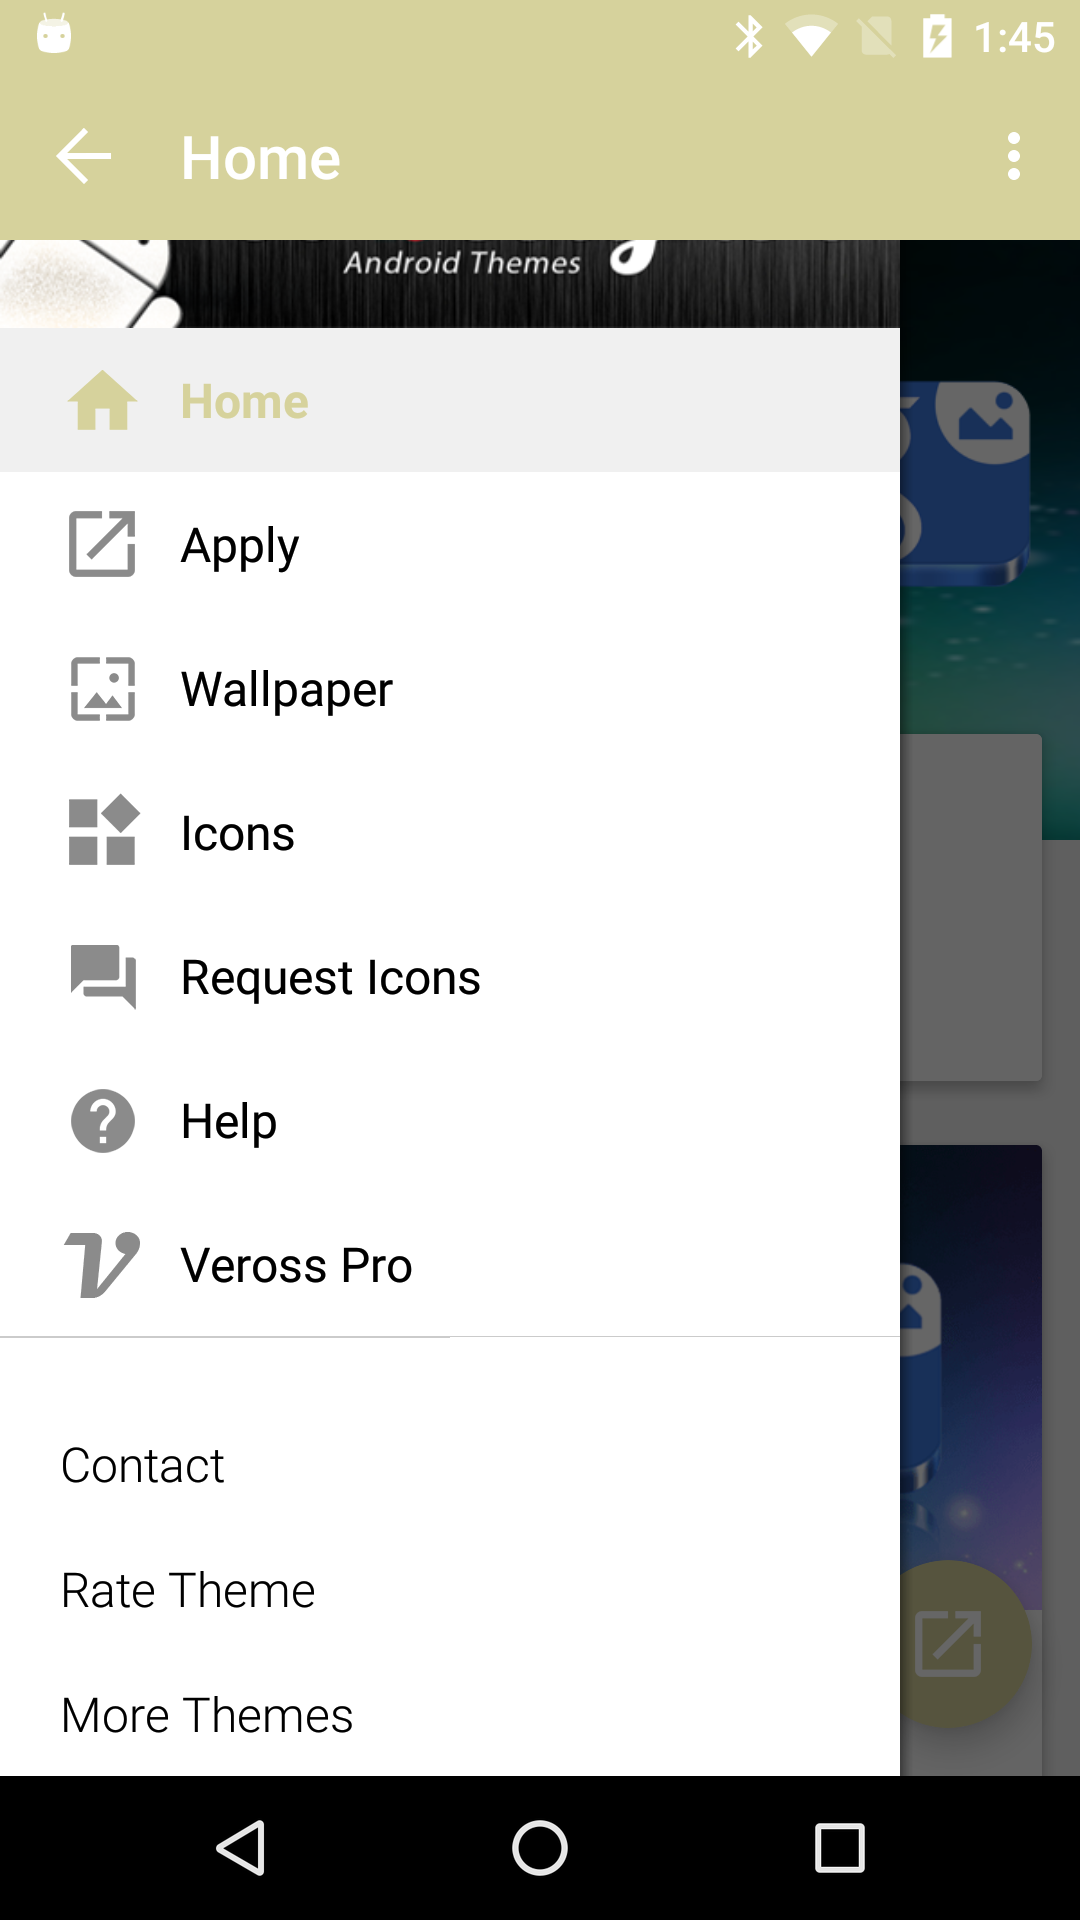 1:45
Home
Android Themes
Home
Apply
Wallpaper
Icons
Request Icons
Help
Veross Pro
Contact
Rate Theme
More Themes